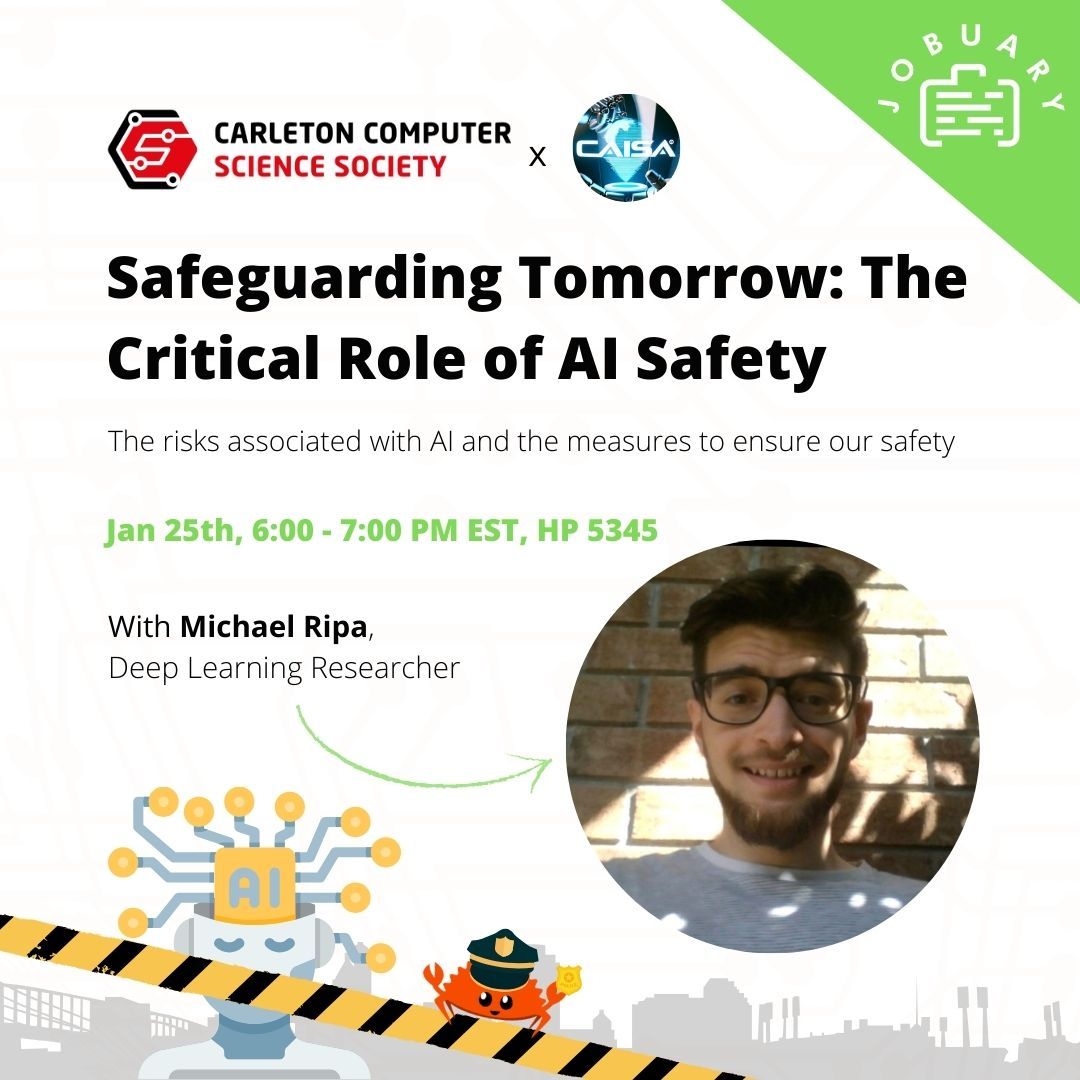 JOBUARY
CARLETON COMPUTER
SCIENCE SOCIETY
x
CAISA
Safeguarding Tomorrow: The
Critical Role of AI Safety
The risks associated with AI and the measures to ensure our safety
Jan 25th, 6:00 - 7:00 PM EST, HP 5345
With Michael Ripa,
Deep Learning Researcher
AI